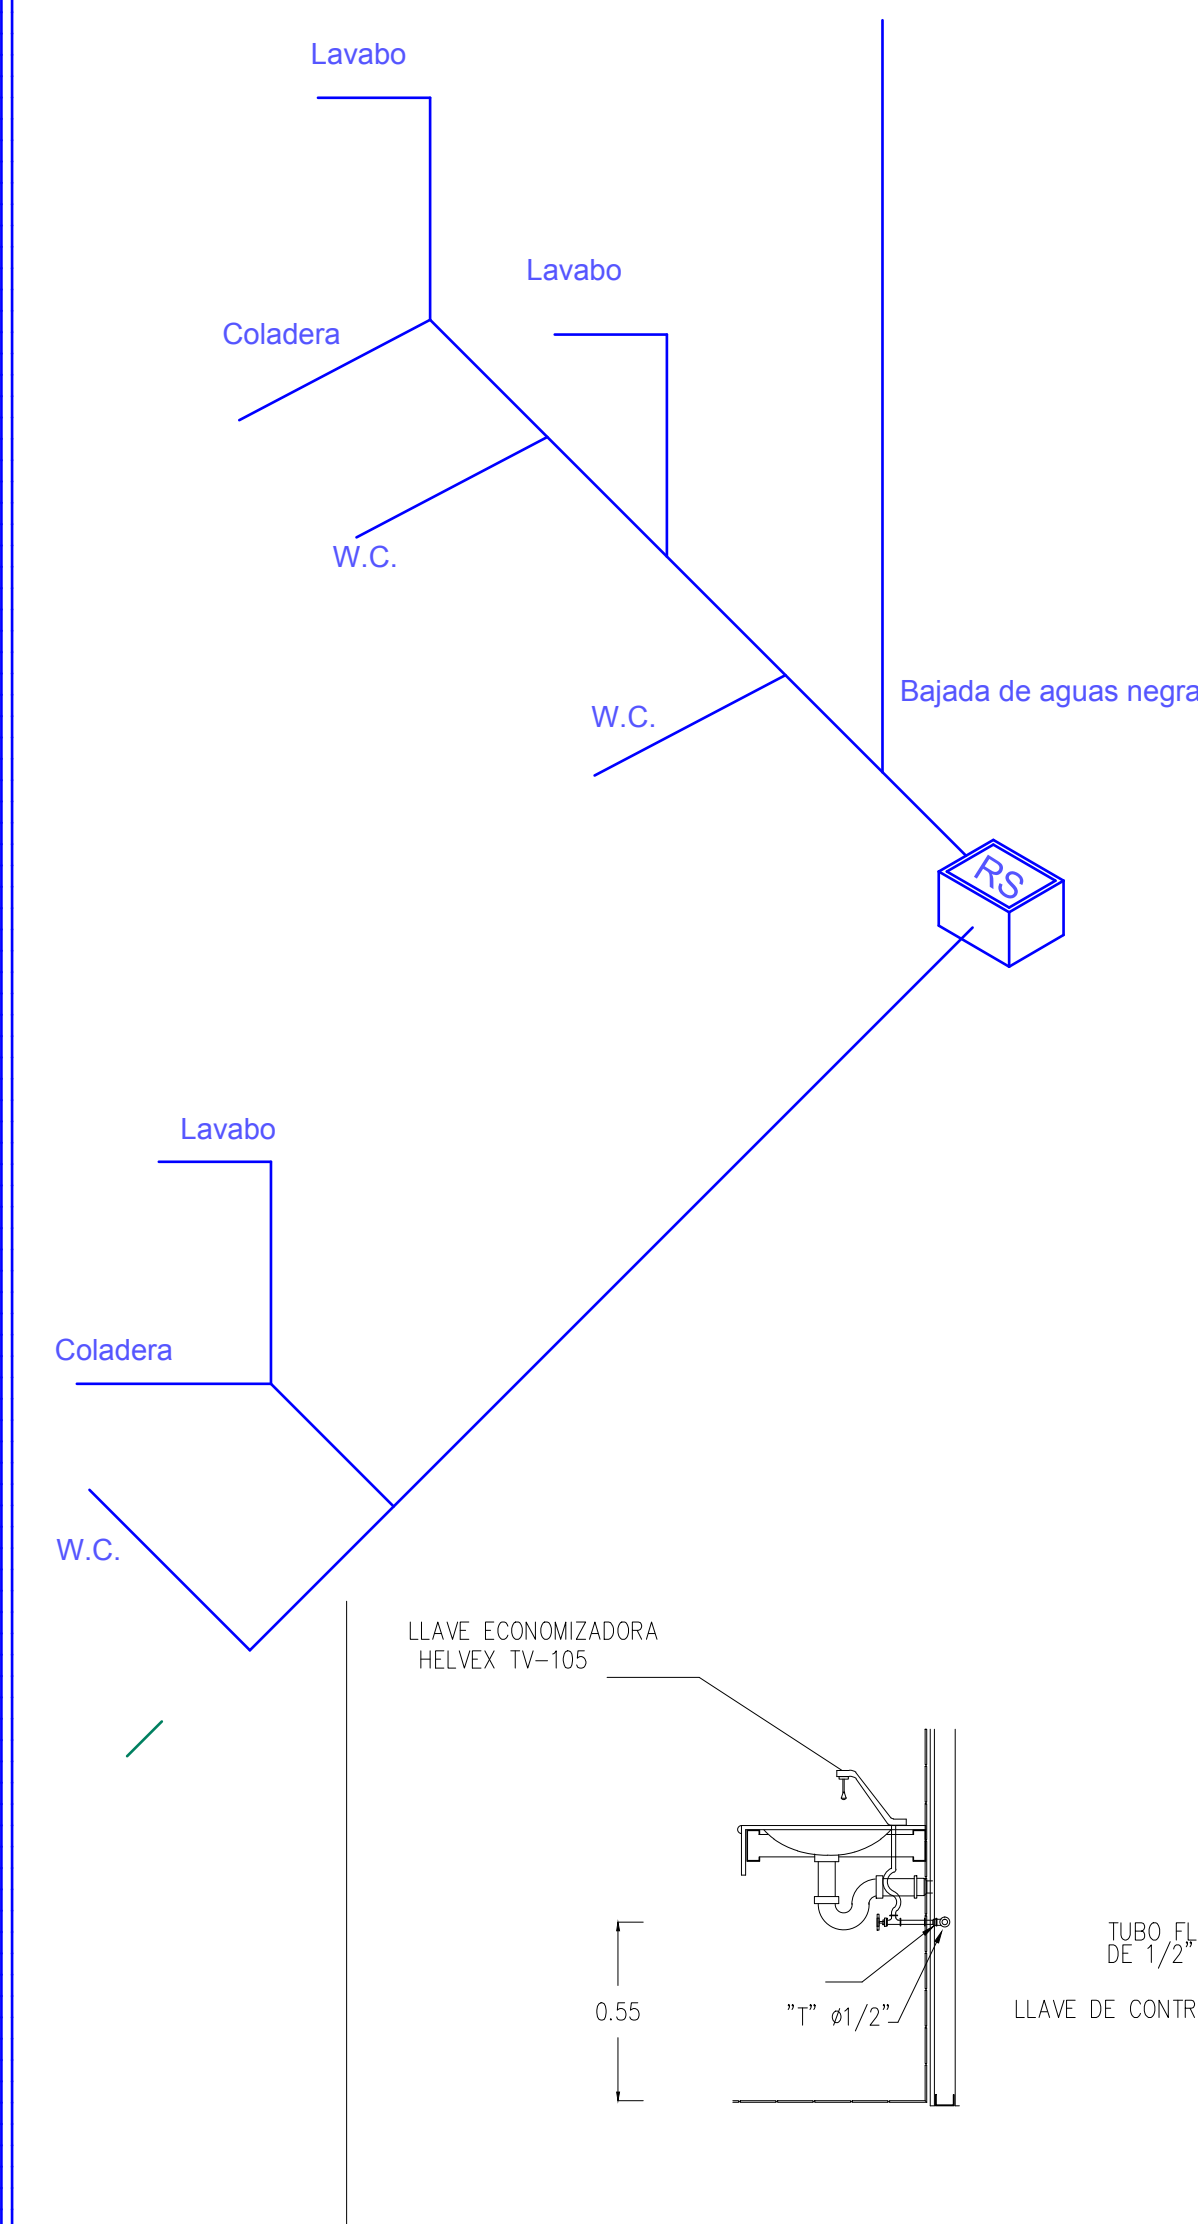 Lavabo
Lavabo
Coladera
W.C.
Bajada de aguas negra
W.C.
RS
Lavabo
Coladera
W.C.
LLAVE ECONOMIZADORA
HELVEX TV-105
TUBO FL
DE 1/2"
0.55
"T" ø1/2"
LLAVE DE CONTR